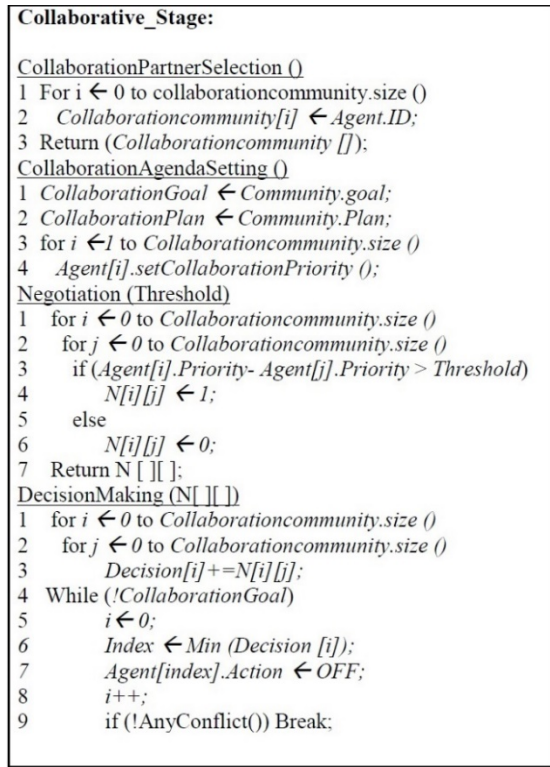 Collaborative_Stage:
CollaborationPartnerSelection ()
1 For i ← 0 to collaborationcommunity.size ()
2 Collaborationcommunity[i] ← Agent.ID;
3 Return (Collaborationcommunity []);
CollaborationAgendaSetting ()
1 CollaborationGoal ← Community.goal;
2 CollaborationPlan ← Community.Plan;
3 for i ←1 to Collaborationcommunity.size ()
4 Agent[i].setCollaborationPriority ();
Negotiation (Threshold)
1 for i ← 0 to Collaborationcommunity.size ()
2 for j ← 0 to Collaborationcommunity.size ()
3 if (Agent[i].Priority- Agent[j].Priority > Threshold)
4 N[i][j] ← 1;
5 else
6 N[i][j] ← 0;
7 Return N [ ][ ];
DecisionMaking (N[ ][ ])
1 for i ← 0 to Collaborationcommunity.size ()
2 for j ← 0 to Collaborationcommunity.size ()
3 Decision[i]+=N[i][j];
4 While (!CollaborationGoal)
5 i← 0;
6 Index ← Min (Decision [i]);
7 Agent[index].Action ← OFF;
8 i++;
9 if (!AnyConflict()) Break;